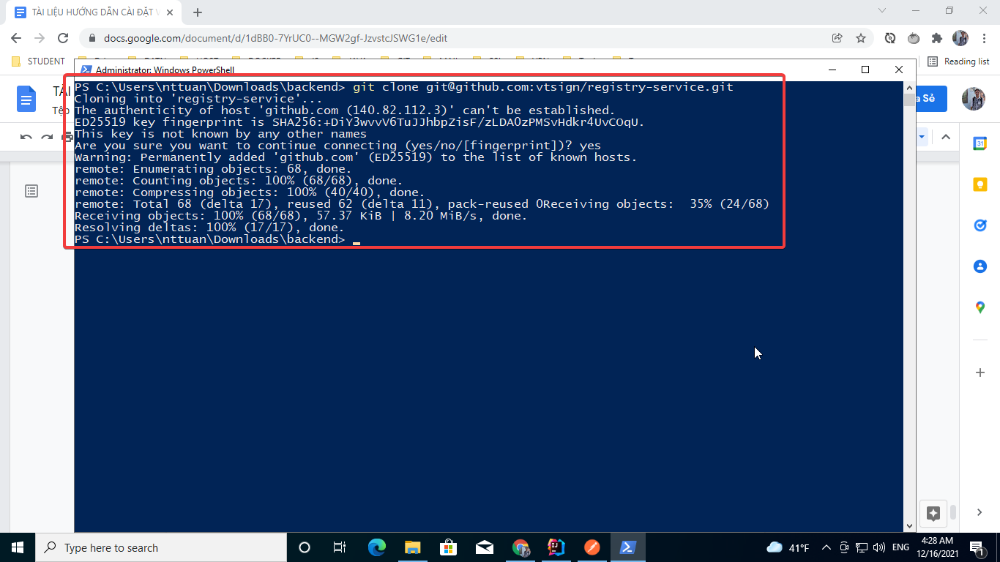 TÀI LIỆU HƯỚNG DẪN CÀI ĐẶT
docs.google.com/document/d/1dBB0-7YrUC0--MGW2gf-JzvstcJSWG1e/edit
STUDENT
Reading list
Administrator: Windows PowerShell
TÀI
Tệp
Sẻ
PS C:\Users\nttuan\Downloads\backend> git clone git@github.com:vtsign/registry-service.git
Cloning into 'registry-service'...
The authenticity of host 'github.com (140.82.112.3)' can't be established.
ED25519 key fingerprint is SHA256:+DiY3wvvV6TuJJhbpZisF/zLDA0zPMSvHdkr4UvCOqU.
This key is not known by any other names
Are you sure you want to continue connecting (yes/no/[fingerprint])? yes
Warning: Permanently added 'github.com' (ED25519) to the list of known hosts.
remote: Enumerating objects: 68, done.
remote: Counting objects: 100% (68/68), done.
remote: Compressing objects: 100% (40/40), done.
remote: Total 68 (delta 17), reused 62 (delta 11), pack-reused 0Receiving objects:  35% (24/68)
Receiving objects: 100% (68/68), 57.37 KiB | 8.20 MiB/s, done.
Resolving deltas: 100% (17/17), done.
PS C:\Users\nttuan\Downloads\backend>
31
Type here to search
41°F
ENG
4:28 AM
12/16/2021
1